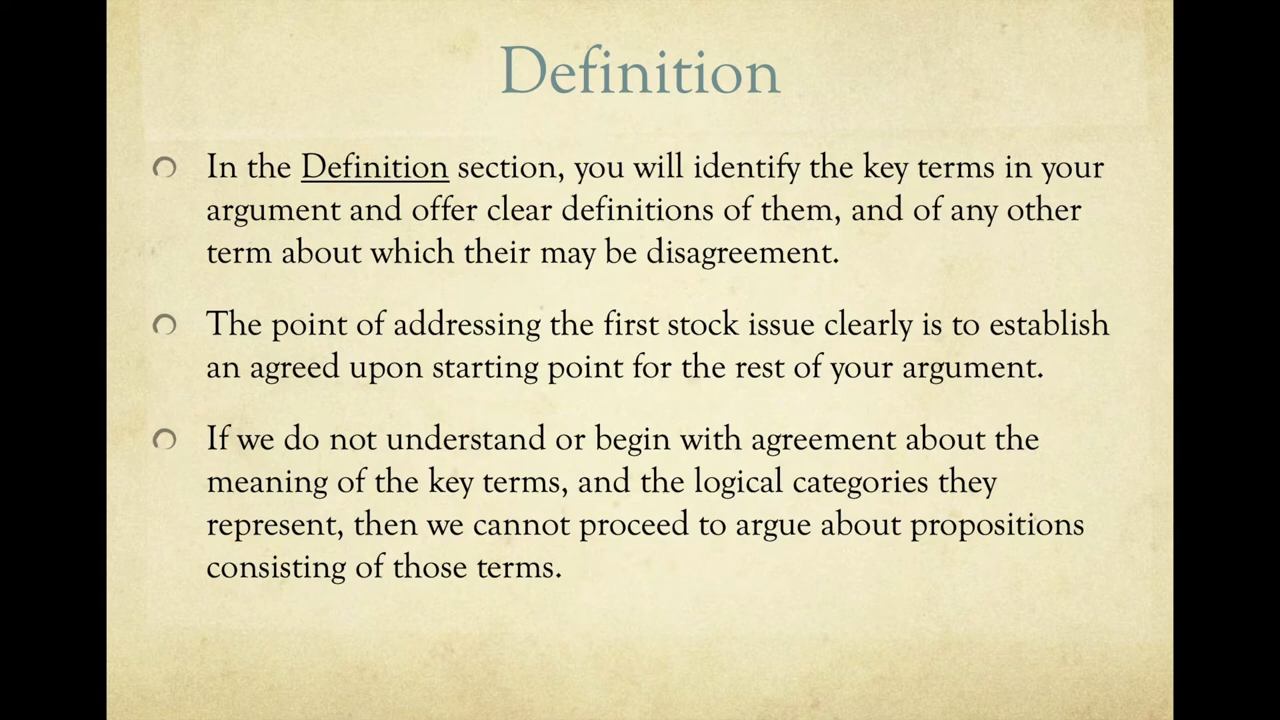 Definition
In the Definition section, you will identify the key terms in your
argument and offer clear definitions of them, and of any other
term about which their may be disagreement.
The point of addressing the first stock issue clearly is to establish
an agreed upon starting point for the rest of your argument.
If we do not understand or begin with agreement about the
meaning of the key terms, and the logical categories they
represent, then we cannot proceed to argue about propositions
consisting of those terms.